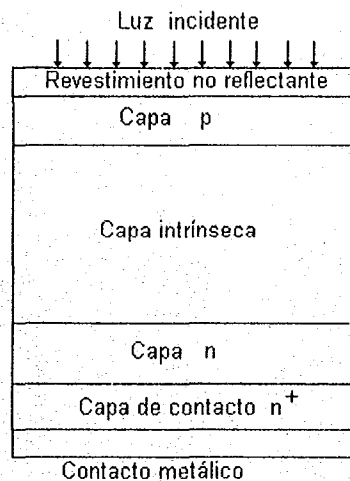 Luz incidente
Revestimiento no reflectante
Capa p
Capa intrínseca
Capa n
Capa de contacto n+
Contacto metálico